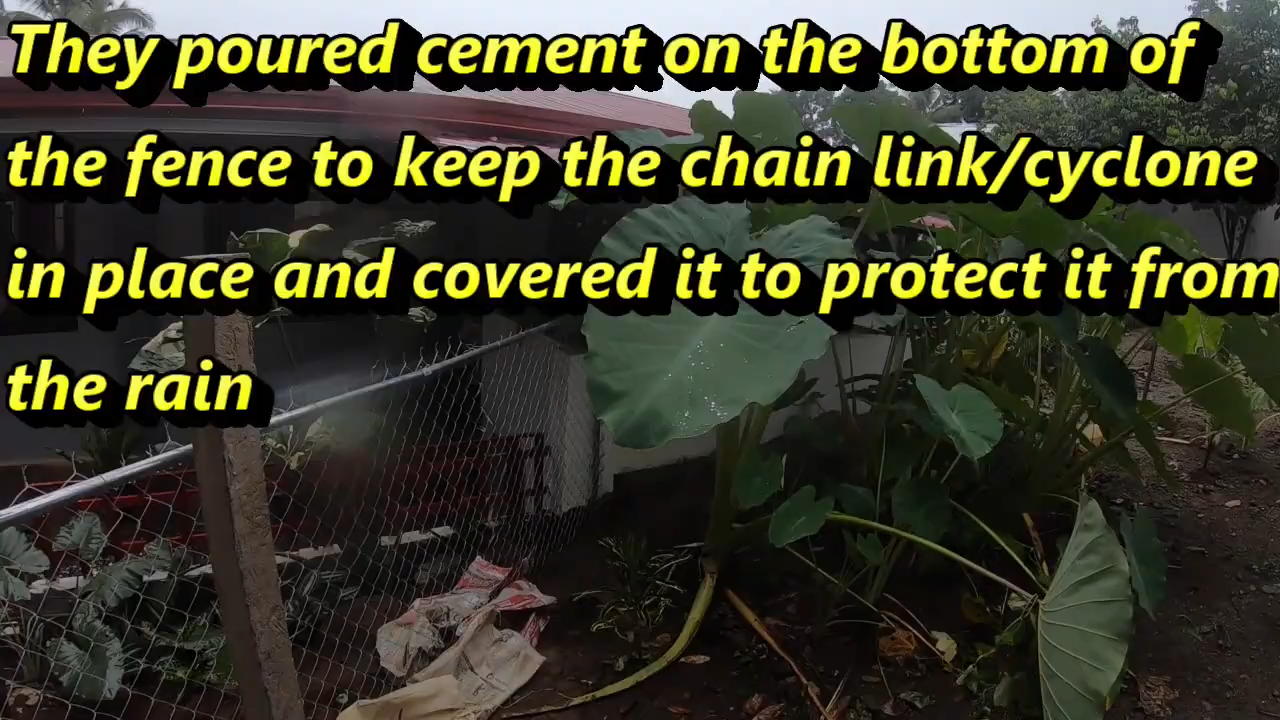 They poured cement on the bottom of
the fence to keep the chain link/cyclone
in place and covered it to protect it from
the rain